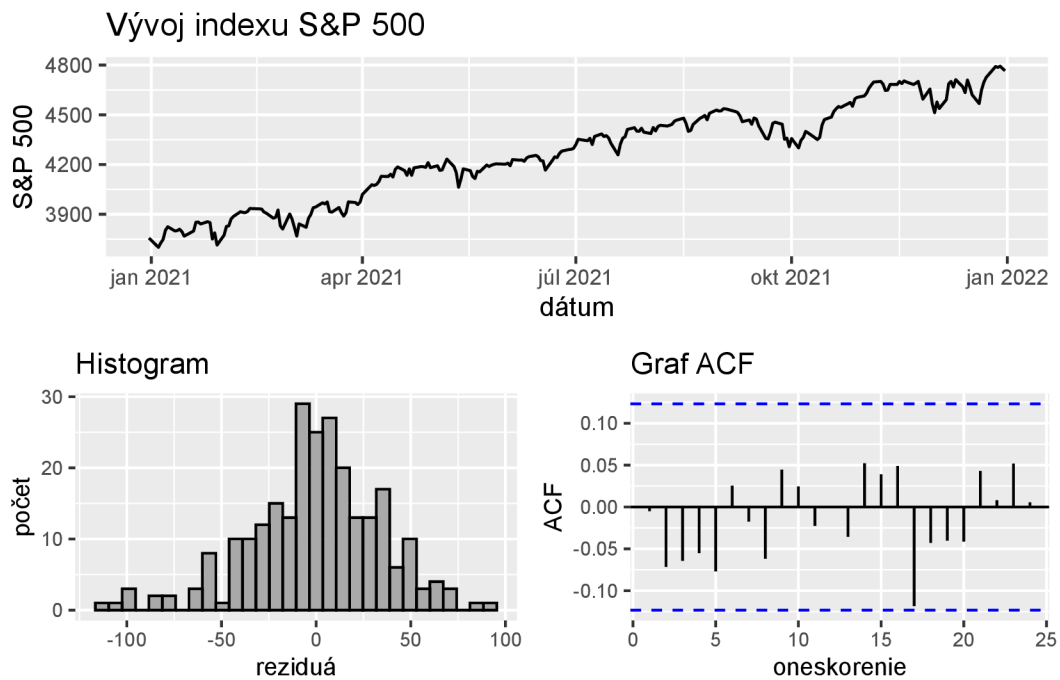 Vývoj indexu S&P 500
4800
4500
4200
3900
S&P 500
jan 2021
apr 2021
júl 2021
okt 2021
jan 2022
dátum
Histogram
30
20
10
0
počet
-100
-50
0
50
100
reziduá
Graf ACF
0.10
0.05
0.00
-0.05
-0.10
ACF
0
5
10
15
20
25
oneskorenie